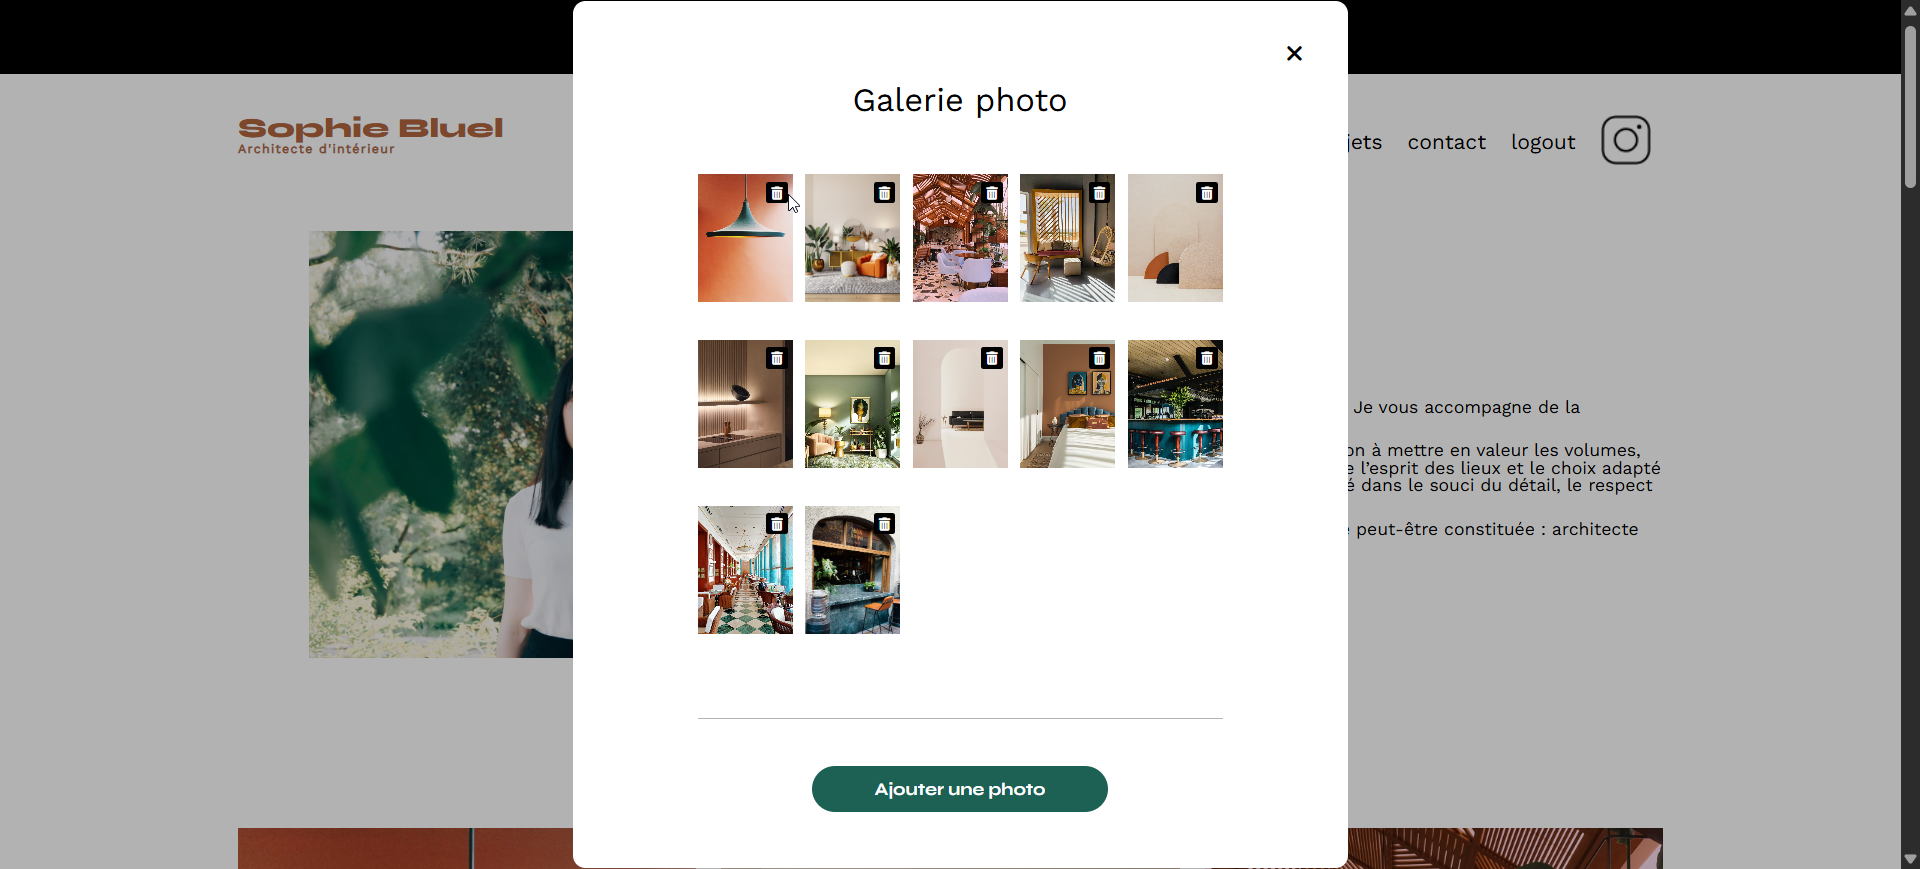 Galerie photo
Sophie Bluel
Architecte d'intérieur
jets contact logout
Je vous accompagne de la
on à mettre en valeur les volumes,
e l’esprit des lieux et le choix adapté
é dans le souci du détail, le respect
e peut-être constituée : architecte
Ajouter une photo